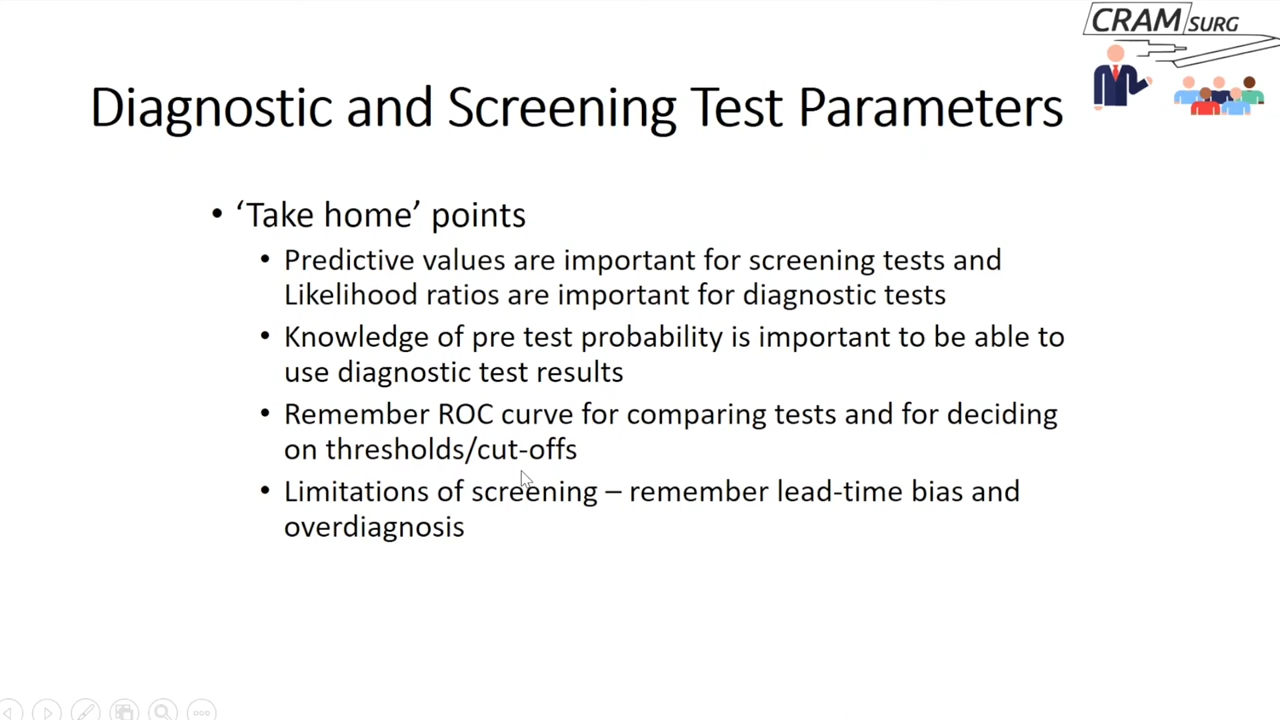 CRAM SURG
Diagnostic and Screening Test Parameters
• ‘Take home’ points
• Predictive values are important for screening tests and
Likelihood ratios are important for diagnostic tests
• Knowledge of pre test probability is important to be able to
use diagnostic test results
• Remember ROC curve for comparing tests and for deciding
on thresholds/cut-offs
• Limitations of screening – remember lead-time bias and
overdiagnosis